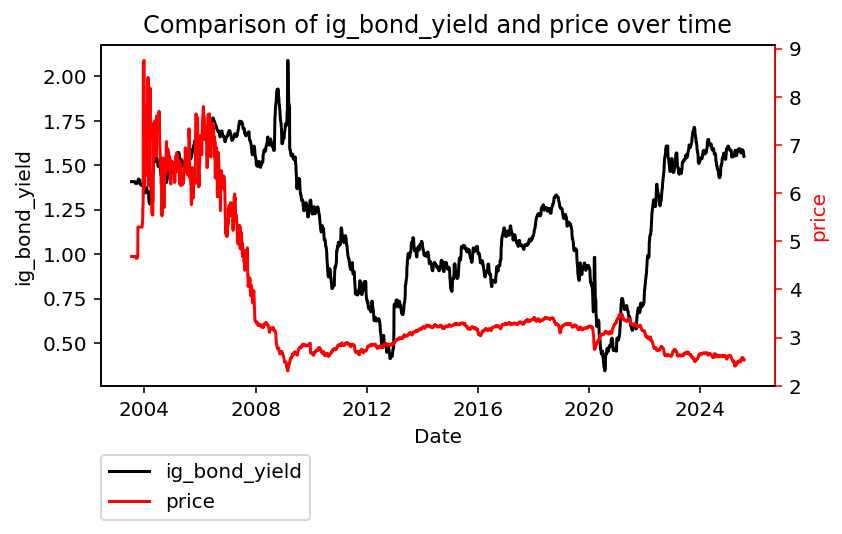 Comparison of ig_bond_yield and price over time
ig_bond_yield
2.00
1.75
1.50
1.25
1.00
0.75
0.50
9
8
7
6
5
4
3
2
price
2004 2008 2012 2016 2020 2024
Date
ig_bond_yield
price